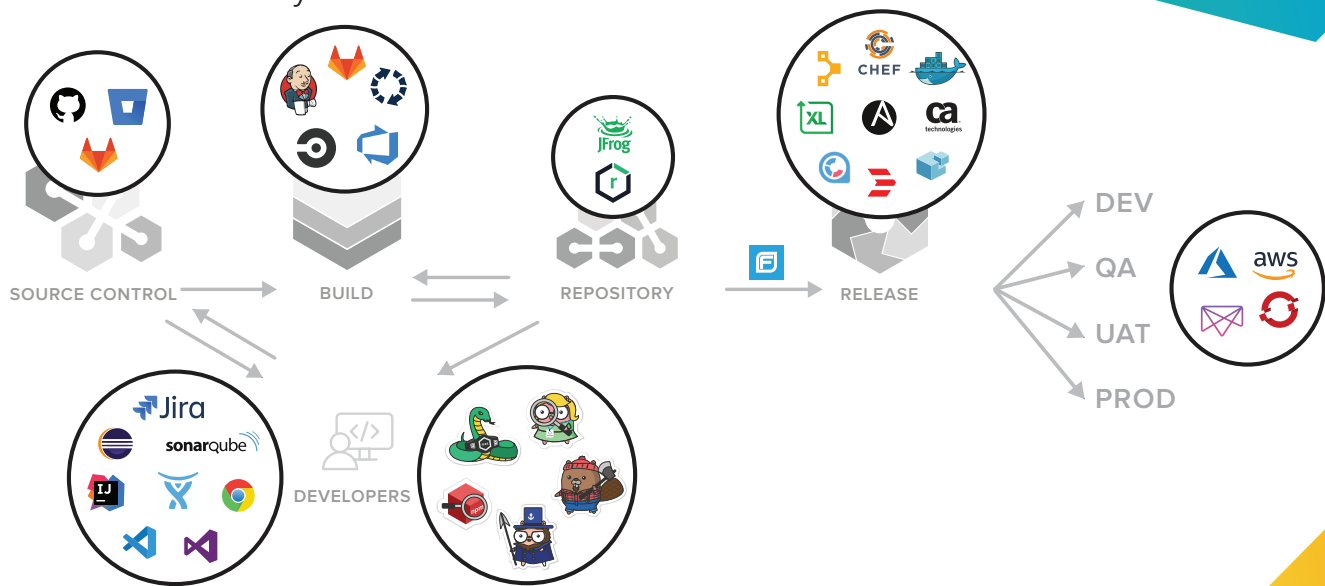 y
CHEF
XL
ca
technologies
JFrog
r
DEV
QA
aws
UAT
PROD
SOURCE CONTROL
BUILD
REPOSITORY
RELEASE
Jira
sonarqube
IJ
</>
DEVELOPERS
npm